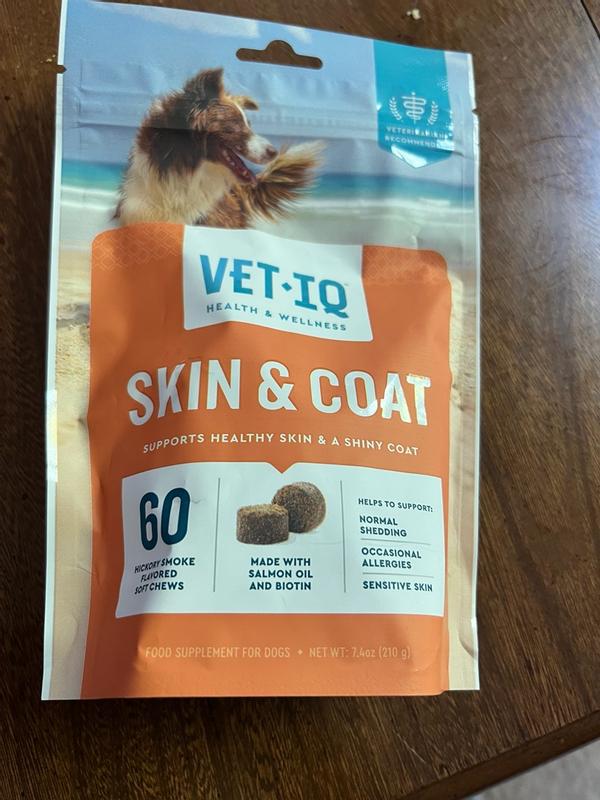 VETERINARIAN
RECOMMENDED
VET•IQ™
HEALTH & WELLNESS
SKIN & COAT
SUPPORTS HEALTHY SKIN & A SHINY COAT
60
HICKORY SMOKE
FLAVORED
SOFT CHEWS
MADE WITH
SALMON OIL
AND BIOTIN
HELPS TO SUPPORT:
NORMAL
SHEDDING
OCCASIONAL
ALLERGIES
SENSITIVE SKIN
FOOD SUPPLEMENT FOR DOGS • NET WT: 7.4oz (210 g)